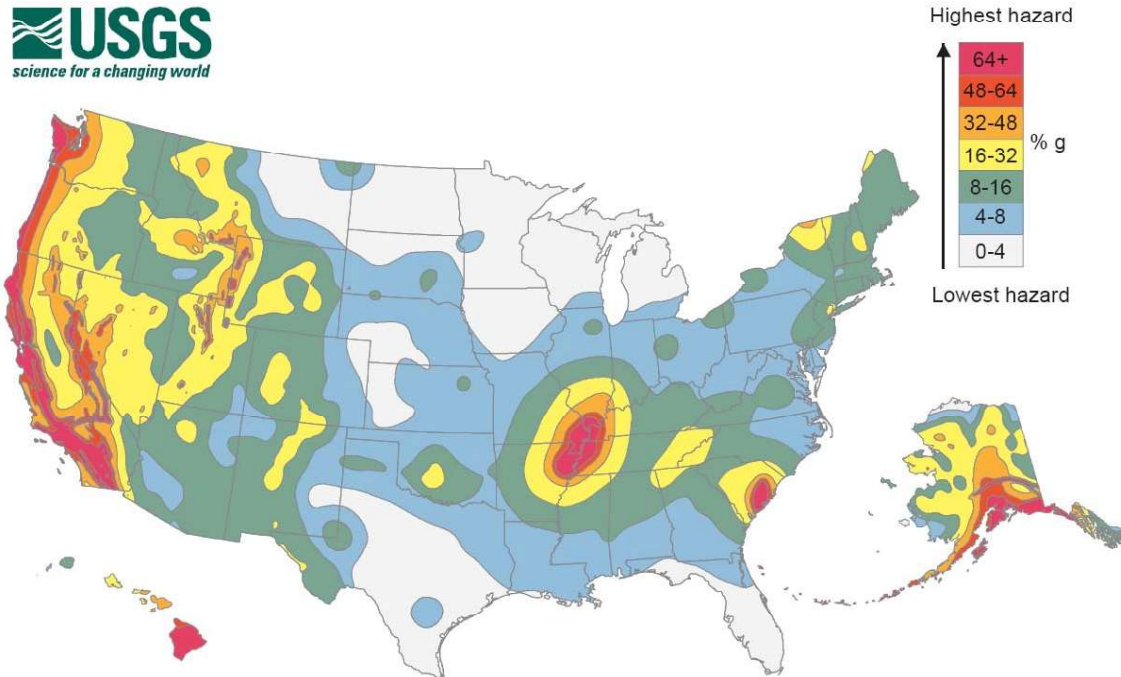 USGS
science for a changing world
Highest hazard
64+
48-64
32-48
16-32
8-16
4-8
0-4
% g
Lowest hazard